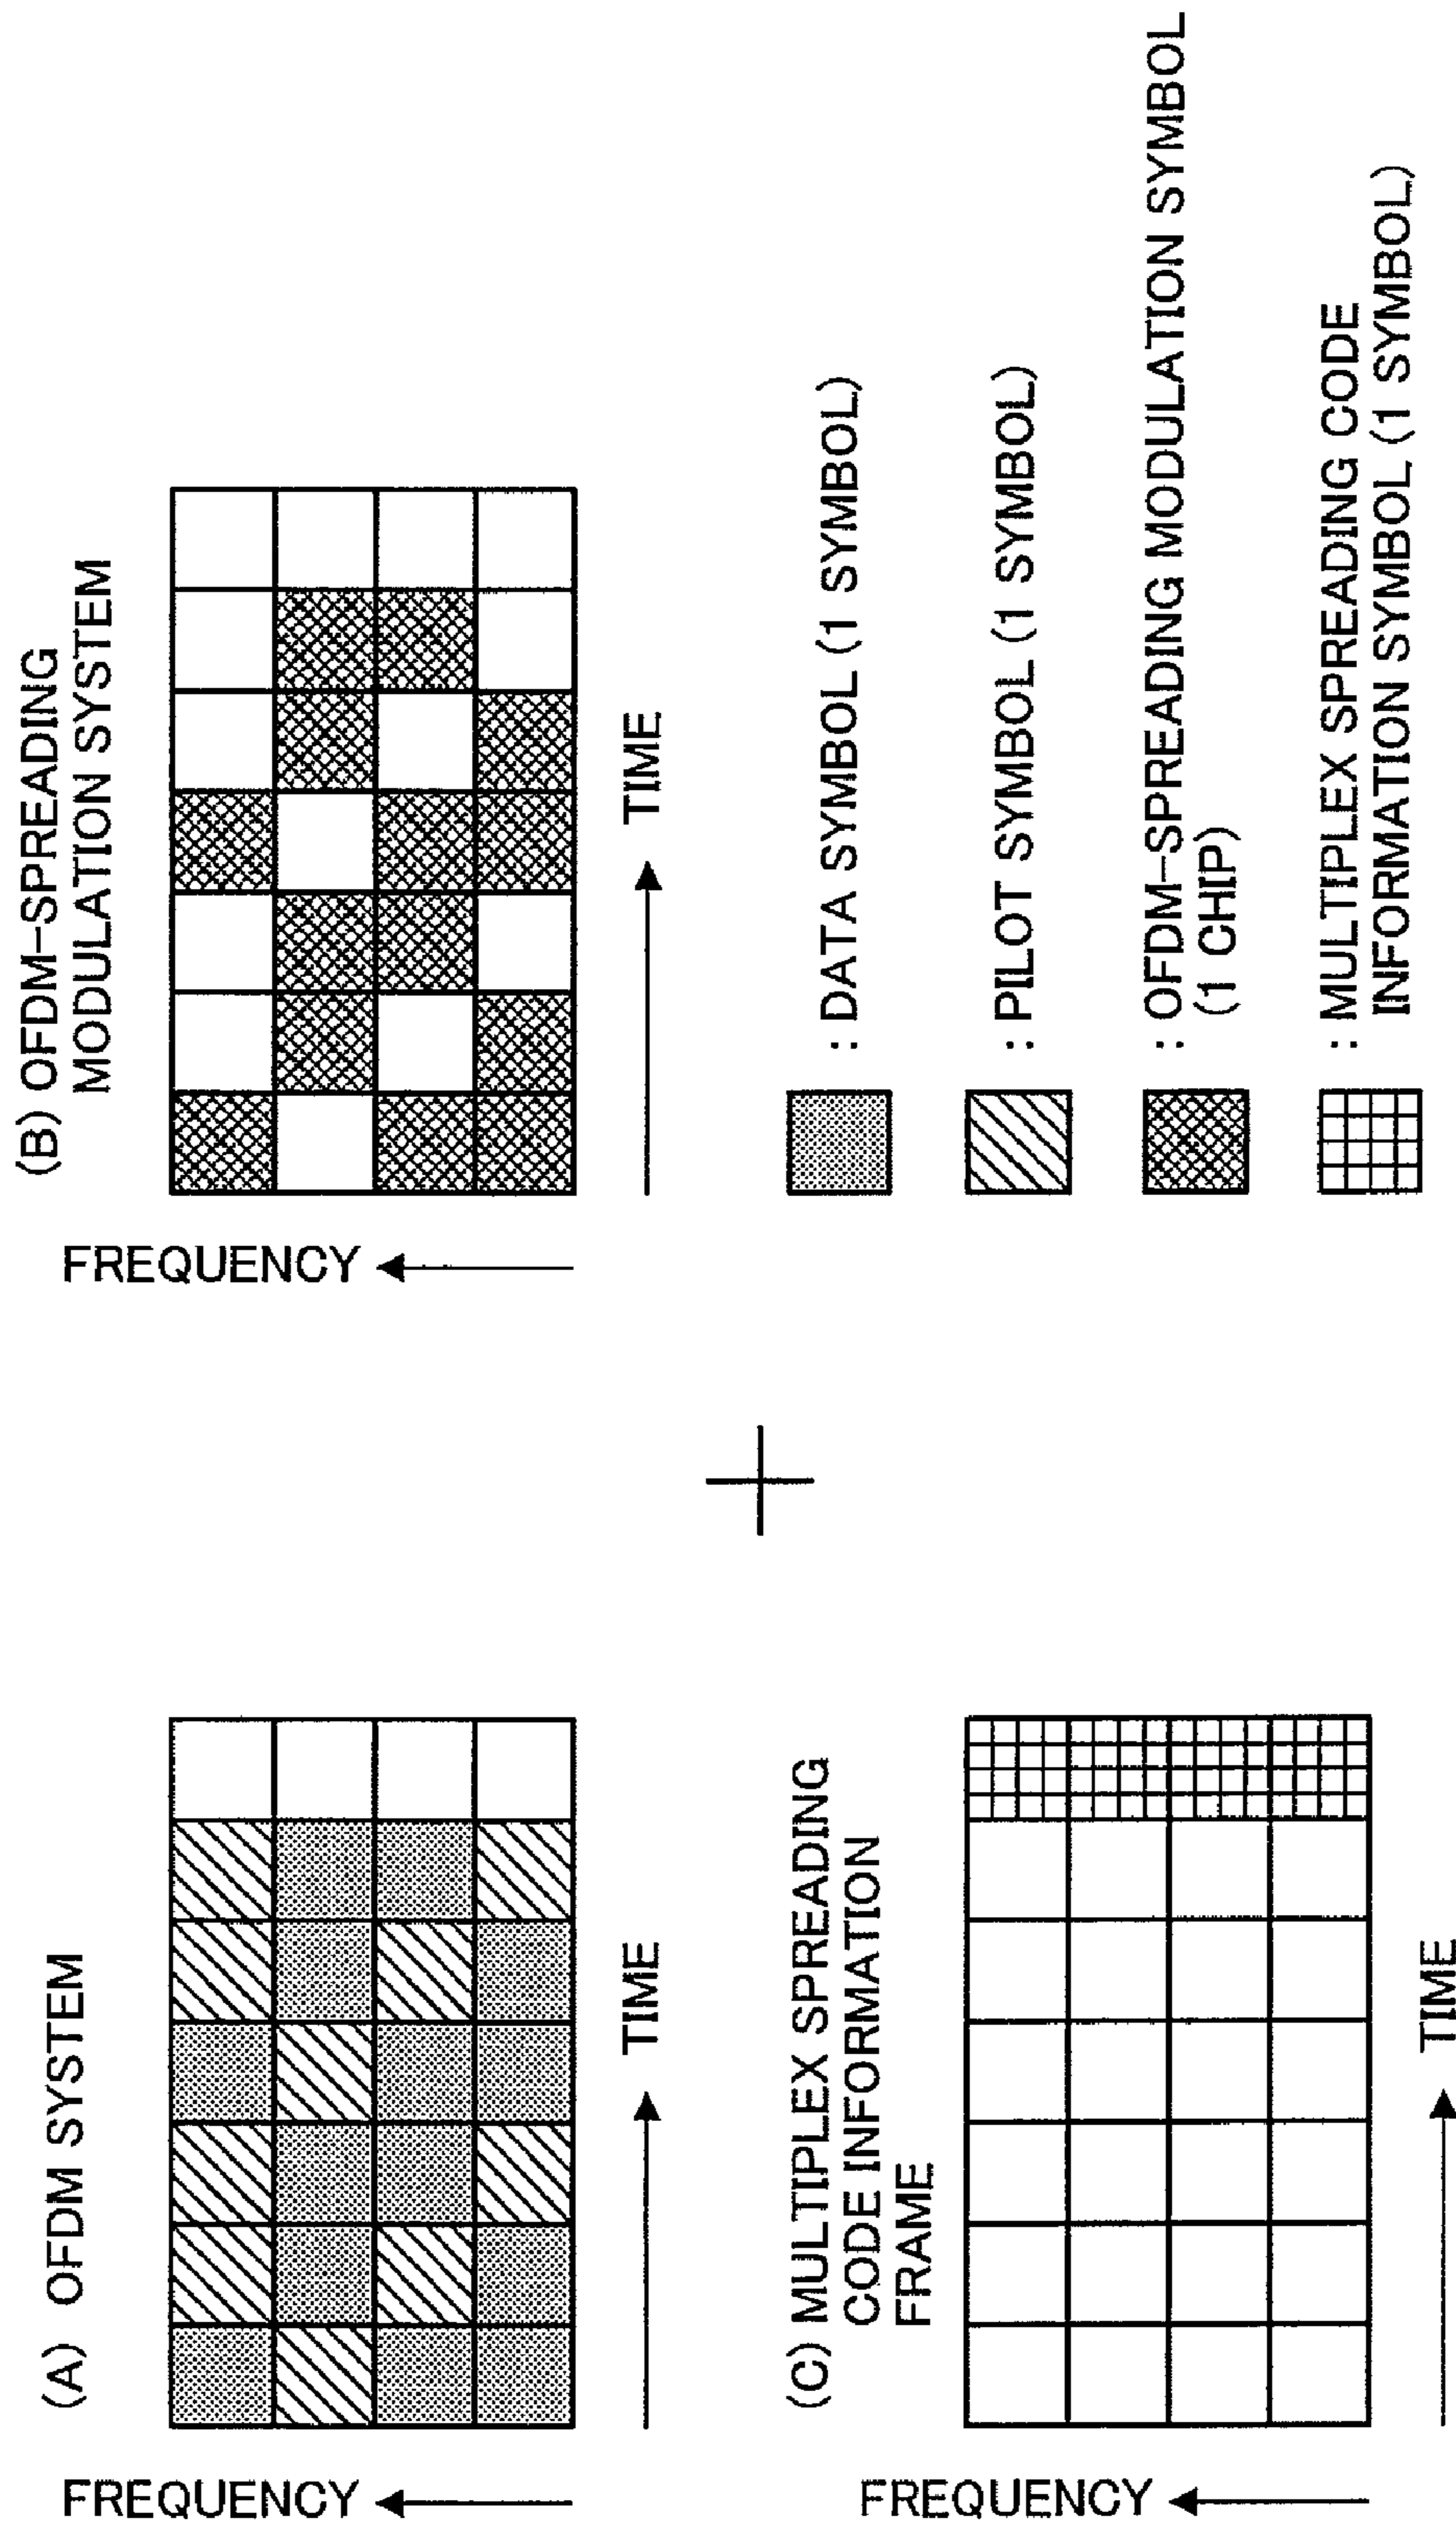 (A) OFDM SYSTEM
FREQUENCY
TIME
(B) OFDM-SPREADING
MODULATION SYSTEM
FREQUENCY
TIME
+
(C) MULTIPLEX SPREADING
CODE INFORMATION
FRAME
FREQUENCY
TIME
: DATA SYMBOL (1 SYMBOL)
: PILOT SYMBOL (1 SYMBOL)
: OFDM-SPREADING MODULATION SYMBOL
(1 CHIP)
: MULTIPLEX SPREADING CODE
INFORMATION SYMBOL (1 SYMBOL)